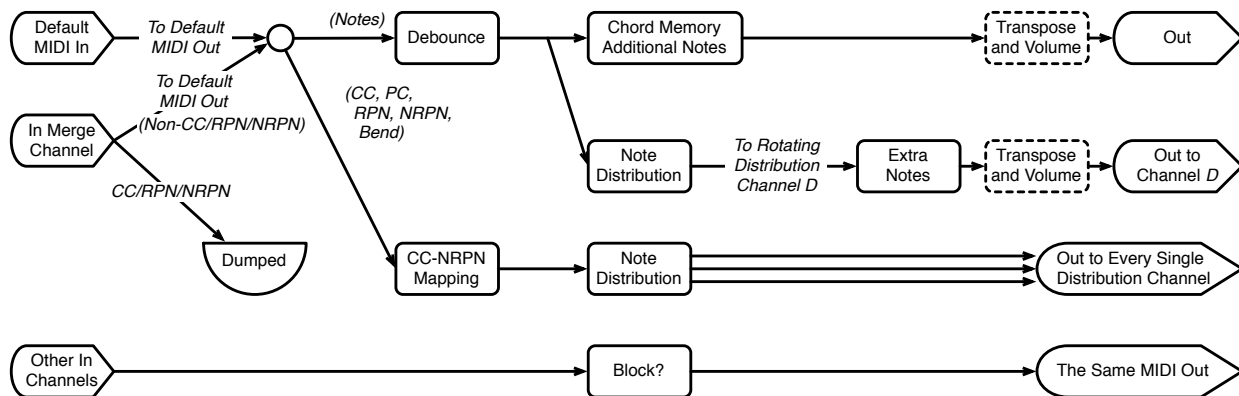 Default
MIDI In
To Default
MIDI Out
(Notes)
Debounce
Chord Memory
Additional Notes
Transpose
and Volume
Out
To Default
MIDI Out
(Non-CC/RPN/NRPN)
(CC, PC,
RPN, NRPN,
Bend)
In Merge
Channel
Note
Distribution
To Rotating
Distribution
Channel D
Extra
Notes
Transpose
and Volume
Out to
Channel D
CC/RPN/NRPN
Dumped
CC-NRPN
Mapping
Note
Distribution
Out to Every Single
Distribution Channel
Other In
Channels
Block?
The Same MIDI Out